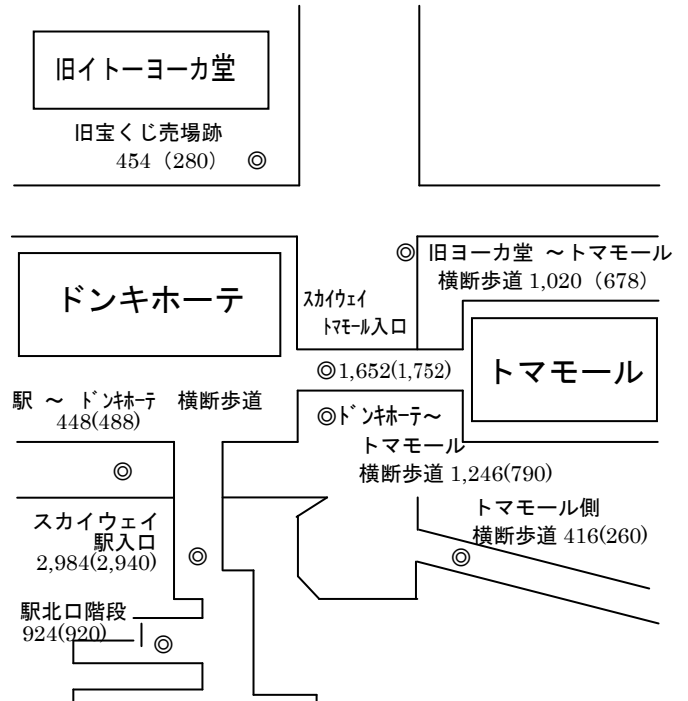 旧イトーヨーカ堂
旧宝くじ売場跡
454（280） ◎
◎ 旧ヨーカ堂 ～トマモール
横断歩道 1,020（678）
ドンキホーテ
スカイウェイ
トマモール入口
◎1,652(1,752)
トマモール
駅 ～ ドンキホーテ 横断歩道
448(488)
◎
◎ドンキホーテ～
トマモール
横断歩道 1,246(790)
トマモール側
横断歩道 416(260)
◎
スカイウェイ
駅入口
2,984(2,940) ◎
駅北口階段
924(920) ◎